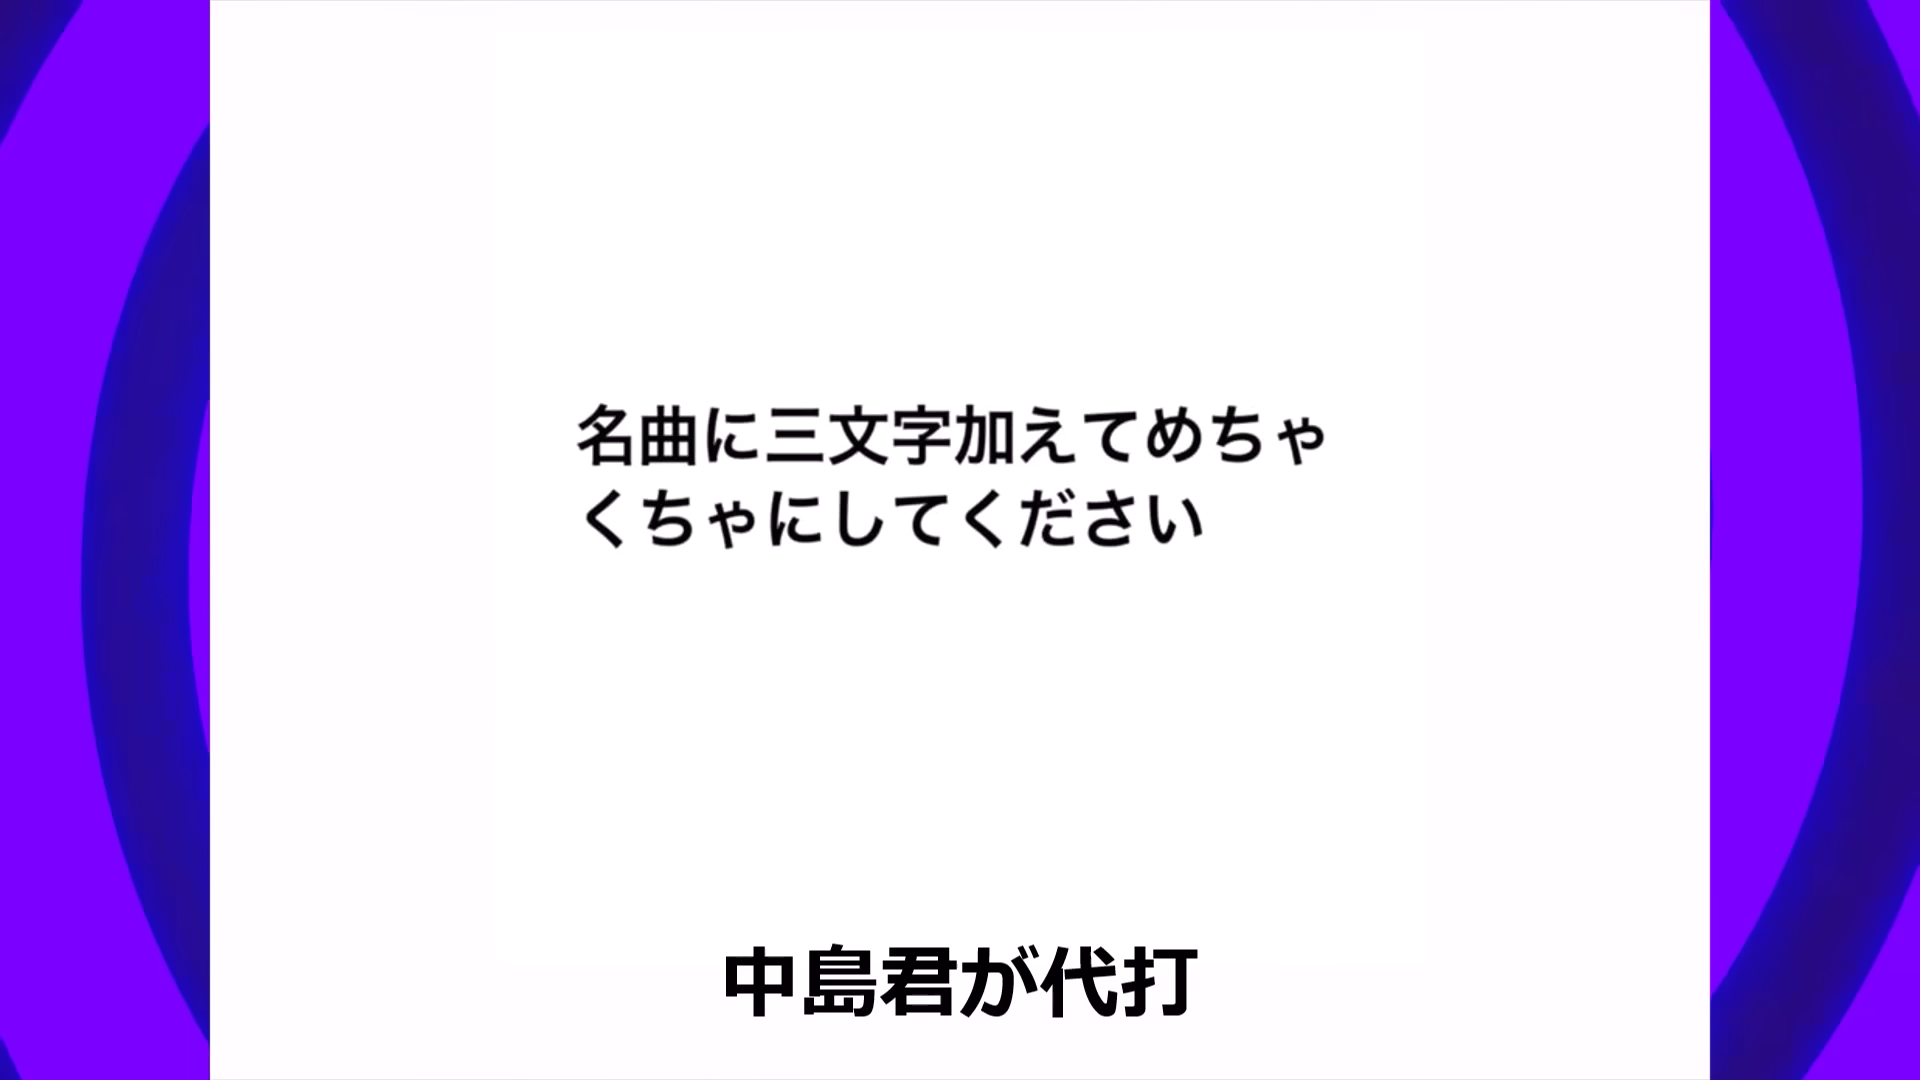 名曲に三文字加えてめちゃ
くちゃにしてください
中島君が代打